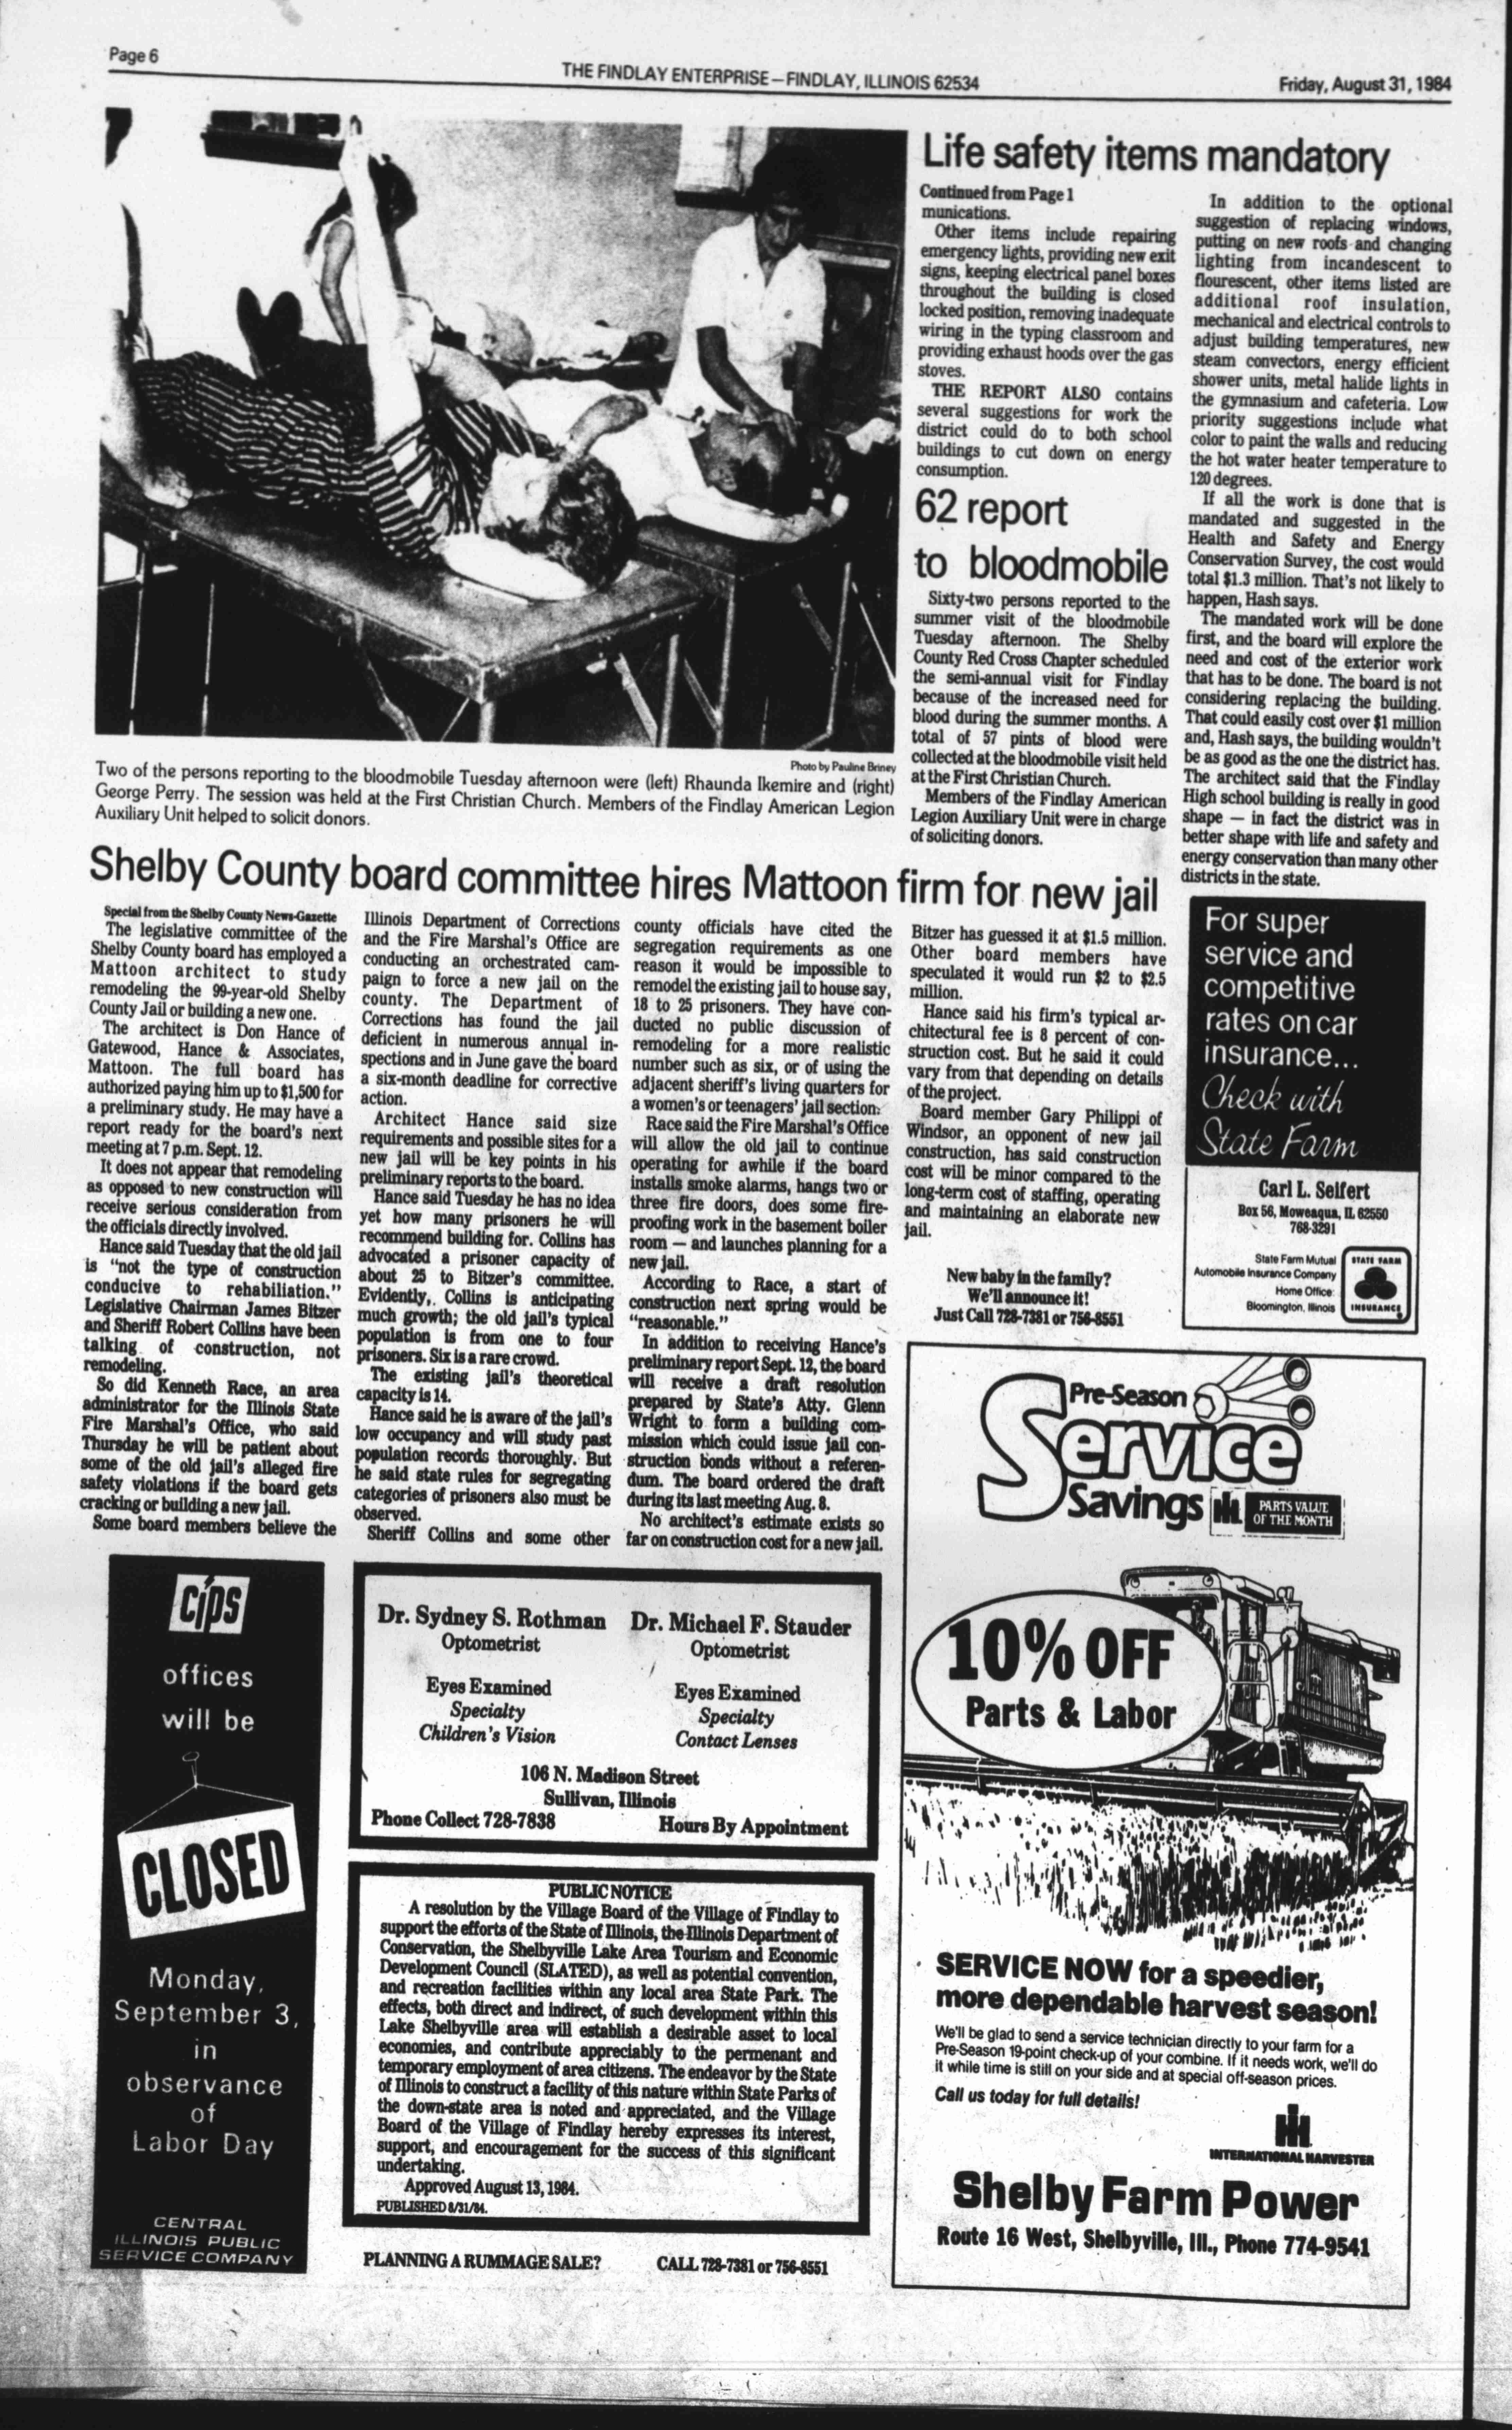 Page 6
THE FINDLAY ENTERPRISE—FINDLAY, ILLINOIS 62534
Friday, August 31, 1984
Photo by Pauline Briney
Two of the persons reporting to the bloodmobile Tuesday afternoon were (left) Rhaunda Ikemire and (right)
George Perry. The session was held at the First Christian Church. Members of the Findlay American Legion
Auxiliary Unit helped to solicit donors.
Life safety items mandatory
Continued from Page 1
munications.
Other items include repairing
emergency lights, providing new exit
signs, keeping electrical panel boxes
throughout the building is closed
locked position, removing inadequate
wiring in the typing classroom and
providing exhaust hoods over the gas
stoves.
THE REPORT ALSO contains
several suggestions for work the
district could do to both school
buildings to cut down on energy
consumption.
In addition to the optional
suggestion of replacing windows,
putting on new roofs and changing
lighting from incandescent to
flourescent, other items listed are
additional roof insulation,
mechanical and electrical controls to
adjust building temperatures, new
steam convectors, energy efficient
shower units, metal halide lights in
the gymnasium and cafeteria. Low
priority suggestions include what
color to paint the walls and reducing
the hot water heater temperature to
120 degrees.
If all the work is done that is
mandated and suggested in the
Health and Safety and Energy
Conservation Survey, the cost would
total $1.3 million. That's not likely to
happen, Hash says.
The mandated work will be done
first, and the board will explore the
need and cost of the exterior work
that has to be done. The board is not
considering replacing the building.
That could easily cost over $1 million
and, Hash says, the building wouldn't
be as good as the one the district has.
The architect said that the Findlay
High school building is really in good
shape — in fact the district was in
better shape with life and safety and
energy conservation than many other
districts in the state.
62 report
to bloodmobile
Sixty-two persons reported to the
summer visit of the bloodmobile
Tuesday afternoon. The Shelby
County Red Cross Chapter scheduled
the semi-annual visit for Findlay
because of the increased need for
blood during the summer months. A
total of 57 pints of blood were
collected at the bloodmobile visit held
at the First Christian Church.
Members of the Findlay American
Legion Auxiliary Unit were in charge
of soliciting donors.
Shelby County board committee hires Mattoon firm for new jail
Special from the Shelby County News-Gazette
The legislative committee of the
Shelby County board has employed a
Mattoon architect to study
remodeling the 99-year-old Shelby
County Jail or building a new one.
The architect is Don Hance of
Gatewood, Hance & Associates,
Mattoon. The full board has
authorized paying him up to $1,500 for
a preliminary study. He may have a
report ready for the board's next
meeting at 7 p.m. Sept. 12.
It does not appear that remodeling
as opposed to new construction will
receive serious consideration from
the officials directly involved.
Hance said Tuesday that the old jail
is "not the type of construction
conducive to rehabiliation."
Legislative Chairman James Bitzer
and Sheriff Robert Collins have been
talking of construction, not
remodeling.
So did Kenneth Race, an area
administrator for the Illinois State
Fire Marshal's Office, who said
Thursday he will be patient about
some of the old jail's alleged fire
safety violations if the board gets
cracking or building a new jail.
Some board members believe the
Illinois Department of Corrections
and the Fire Marshal's Office are
conducting an orchestrated cam-
paign to force a new jail on the
county. The Department of
Corrections has found the jail
deficient in numerous annual in-
spections and in June gave the board
a six-month deadline for corrective
action.
Architect Hance said size
requirements and possible sites for a
new jail will be key points in his
preliminary reports to the board.
Hance said Tuesday he has no idea
yet how many prisoners he will
recommend building for. Collins has
advocated a prisoner capacity of
about 25 to Bitzer's committee.
Evidently, Collins is anticipating
much growth; the old jail's typical
population is from one to four
prisoners. Six is a rare crowd.
The existing jail's theoretical
capacity is 14.
Hance said he is aware of the jail's
low occupancy and will study past
population records thoroughly. But
he said state rules for segregating
categories of prisoners also must be
observed.
Sheriff Collins and some other
county officials have cited the
segregation requirements as one
reason it would be impossible to
remodel the existing jail to house say,
18 to 25 prisoners. They have con-
ducted no public discussion of
remodeling for a more realistic
number such as six, or of using the
adjacent sheriff's living quarters for
a women's or teenagers' jail section.
Race said the Fire Marshal's Office
will allow the old jail to continue
operating for awhile if the board
installs smoke alarms, hangs two or
three fire doors, does some fire-
proofing work in the basement boiler
room — and launches planning for a
new jail.
According to Race, a start of
construction next spring would be
"reasonable."
In addition to receiving Hance's
preliminary report Sept. 12, the board
will receive a draft resolution
prepared by State's Atty. Glenn
Wright to form a building com-
mission which could issue jail con-
struction bonds without a referen-
dum. The board ordered the draft
during its last meeting Aug. 8.
No architect's estimate exists so
far on construction cost for a new jail.
Bitzer has guessed it at $1.5 million.
Other board members have
speculated it would run $2 to $2.5
million.
Hance said his firm's typical ar-
chitectural fee is 8 percent of con-
struction cost. But he said it could
vary from that depending on details
of the project.
Board member Gary Philippi of
Windsor, an opponent of new jail
construction, has said construction
cost will be minor compared to the
long-term cost of staffing, operating
and maintaining an elaborate new
jail.
New baby in the family?
We'll announce it!
Just Call 728-7381 or 756-8551
For super
service and
competitive
rates on car
insurance...
Check with
State Farm
Carl L. Seifert
Box 56, Moweaqua, IL 62550
768-3291
State Farm Mutual
Automobile Insurance Company
Home Office:
Bloomington, Illinois
STATE FARM
INSURANCE
Pre-Season
Service
Savings
PARTS VALUE
OF THE MONTH
10% OFF
Parts & Labor
SERVICE NOW for a speedier,
more dependable harvest season!
We'll be glad to send a service technician directly to your farm for a
Pre-Season 19-point check-up of your combine. If it needs work, we'll do
it while time is still on your side and at special off-season prices.
Call us today for full details!
INTERNATIONAL HARVESTER
Shelby Farm Power
Route 16 West, Shelbyville, Ill., Phone 774-9541
cips
offices
will be
CLOSED
Monday,
September 3,
in
observance
of
Labor Day
CENTRAL
ILLINOIS PUBLIC
SERVICE COMPANY
Dr. Sydney S. Rothman
Optometrist
Eyes Examined
Specialty
Children's Vision
Dr. Michael F. Stauder
Optometrist
Eyes Examined
Specialty
Contact Lenses
106 N. Madison Street
Sullivan, Illinois
Phone Collect 728-7838
Hours By Appointment
PUBLIC NOTICE
A resolution by the Village Board of the Village of Findlay to
support the efforts of the State of Illinois, the Illinois Department of
Conservation, the Shelbyville Lake Area Tourism and Economic
Development Council (SLATED), as well as potential convention,
and recreation facilities within any local area State Park. The
effects, both direct and indirect, of such development within this
Lake Shelbyville area will establish a desirable asset to local
economies, and contribute appreciably to the permenant and
temporary employment of area citizens. The endeavor by the State
of Illinois to construct a facility of this nature within State Parks of
the down-state area is noted and appreciated, and the Village
Board of the Village of Findlay hereby expresses its interest,
support, and encouragement for the success of this significant
undertaking.
Approved August 13, 1984.
PUBLISHED 8/31/84.
PLANNING A RUMMAGE SALE?
CALL 728-7381 or 756-8551